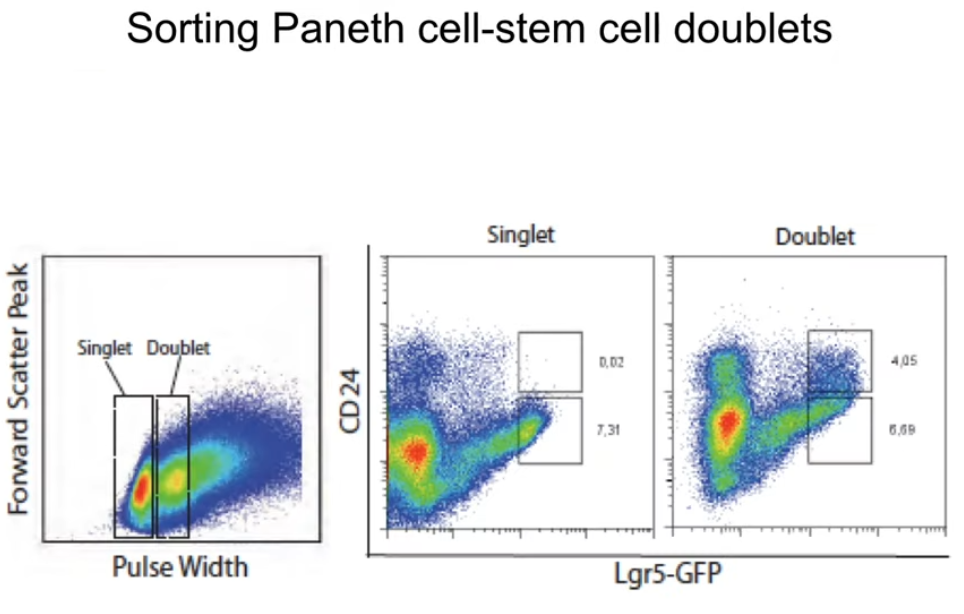 Sorting Paneth cell-stem cell doublets
Singlet
Doublet
Forward Scatter Peak
Singlet Doublet
CD24
0,02
7,31
4,05
6,69
Pulse Width
Lgr5-GFP